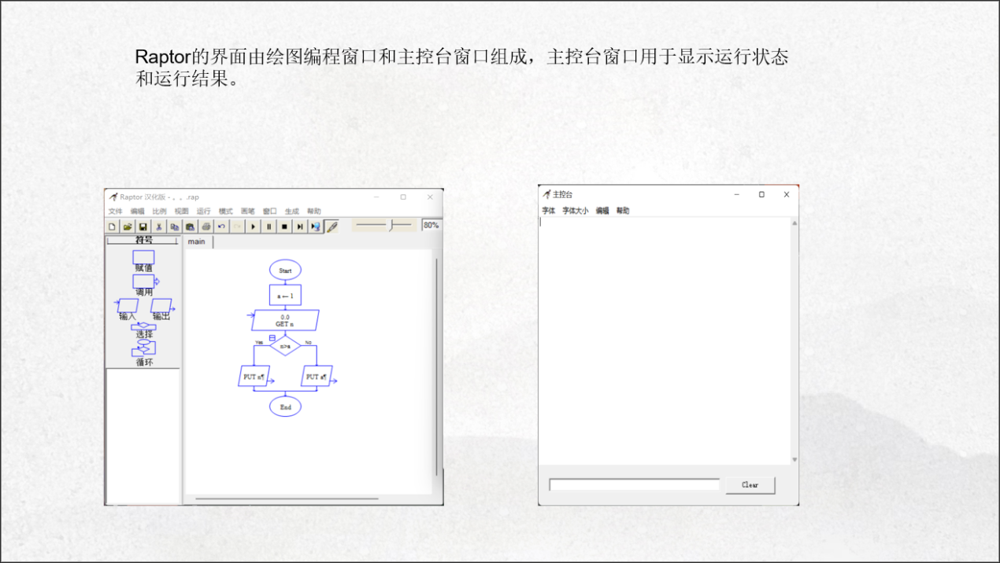 Raptor的界面由绘图编程窗口和主控台窗口组成，主控台窗口用于显示运行状态
和运行结果。
Raptor 汉化版 - 。。.rap
文件 编辑 比例 视图 运行 模式 画笔 窗口 生成 帮助
80%
符号
main
赋值
调用
输入 输出
选择
循环
Start
a ← 1
0.0
GET n
Yes n>a No
PUT n¶ PUT a¶
End
主控台
字体 字体大小 编辑 帮助
Clear